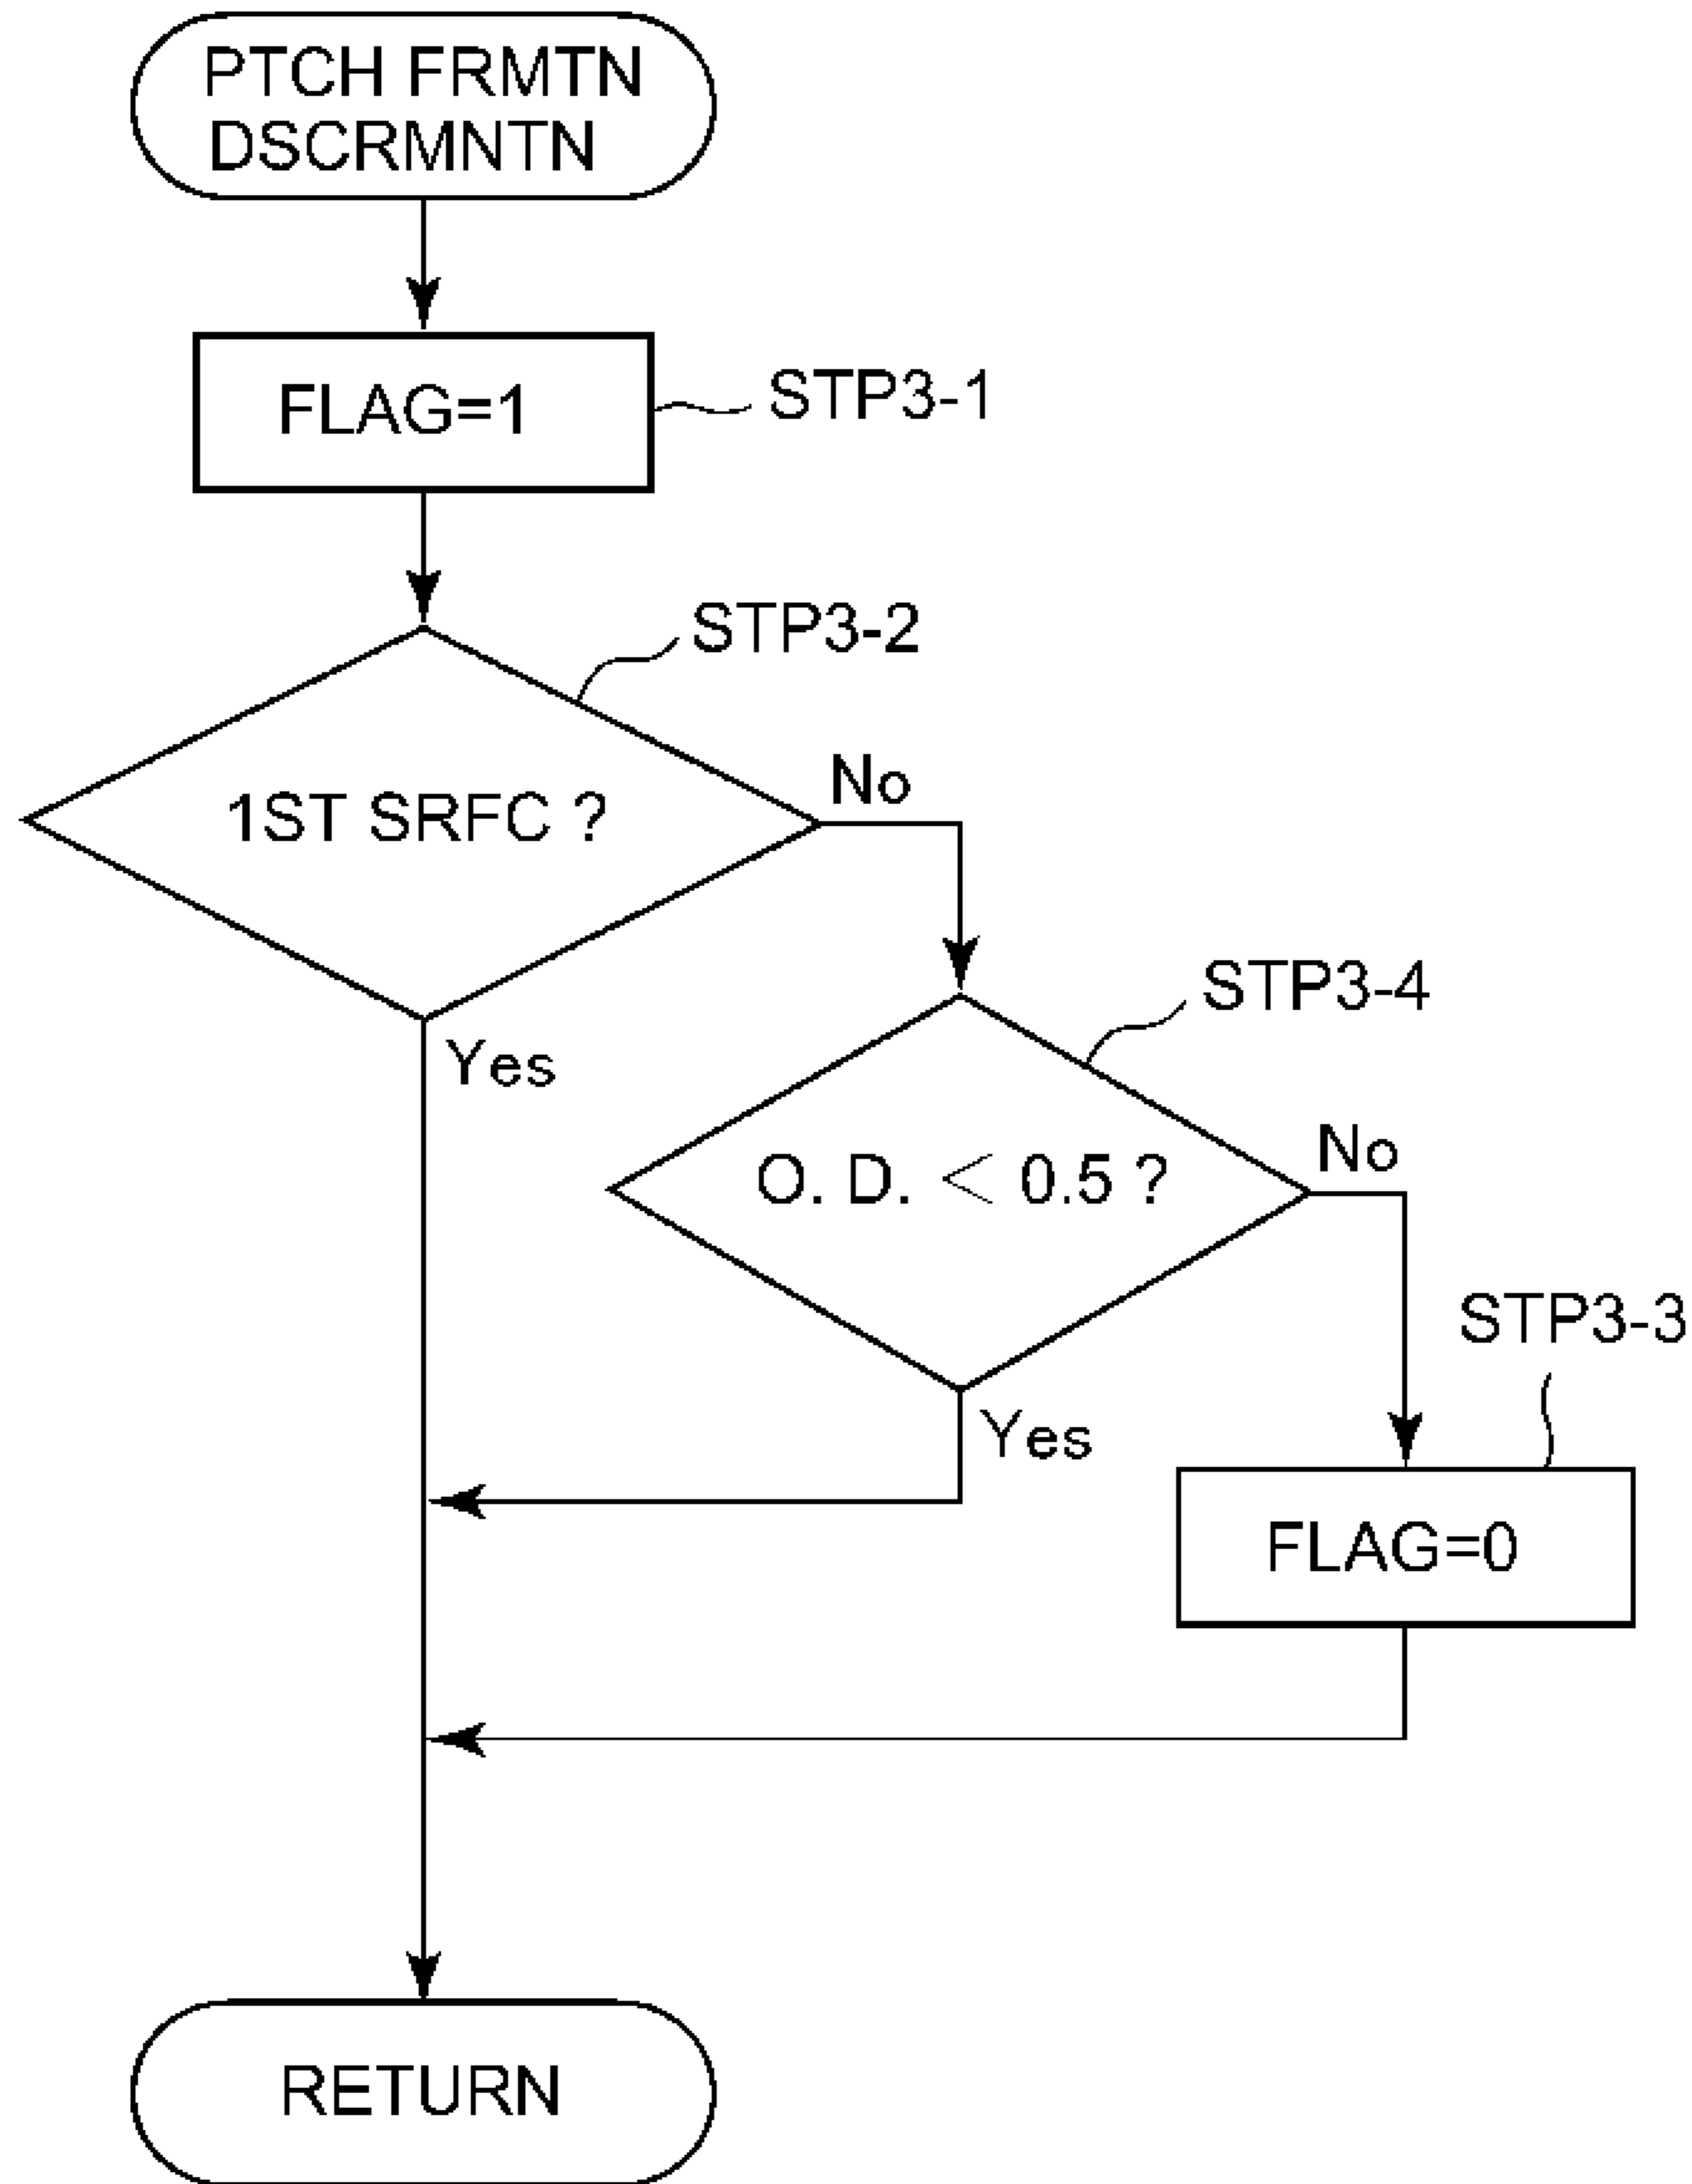 PTCH FRMTN
DSCRMNTN
FLAG=1
STP3-1
STP3-2
1ST SRFC ?
No
Yes
STP3-4
O. D. < 0.5 ?
No
Yes
STP3-3
FLAG=0
RETURN